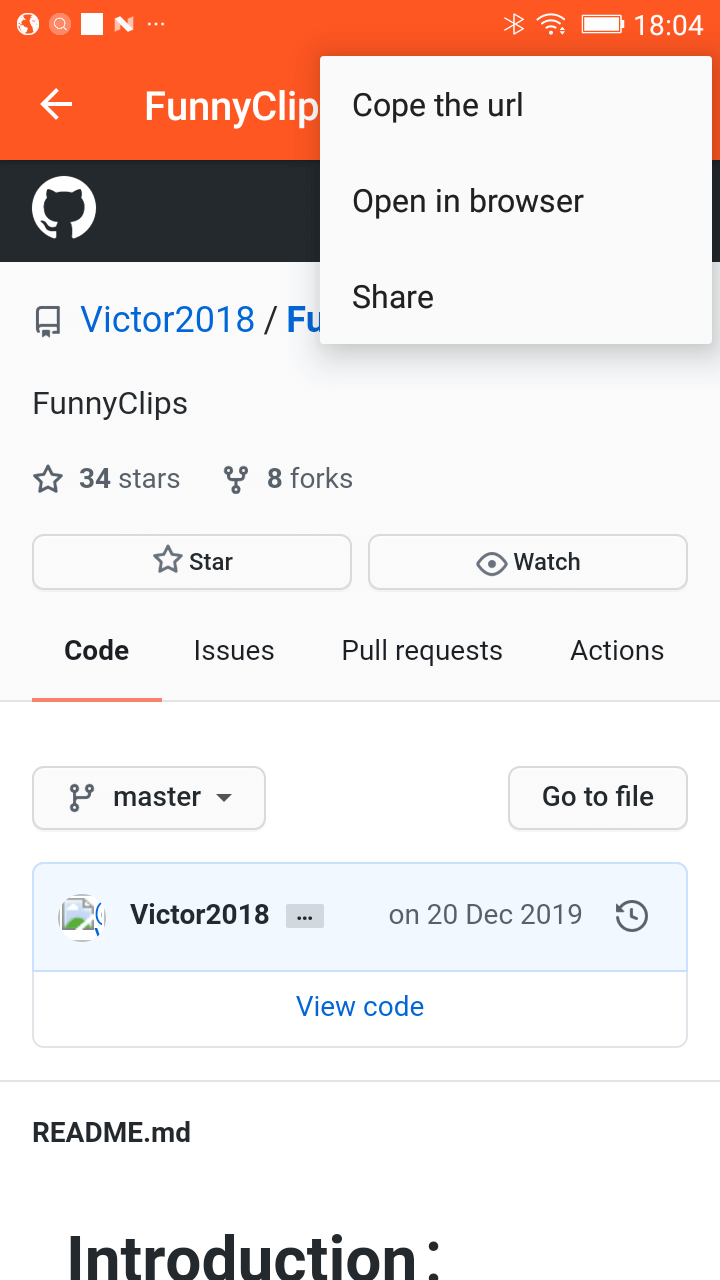 18:04
FunnyClip
Cope the url
Open in browser
Share
Victor2018 / Fu
FunnyClips
34 stars 8 forks
Star Watch
Code Issues Pull requests Actions
master Go to file
Victor2018 ... on 20 Dec 2019
View code
README.md
Introduction：